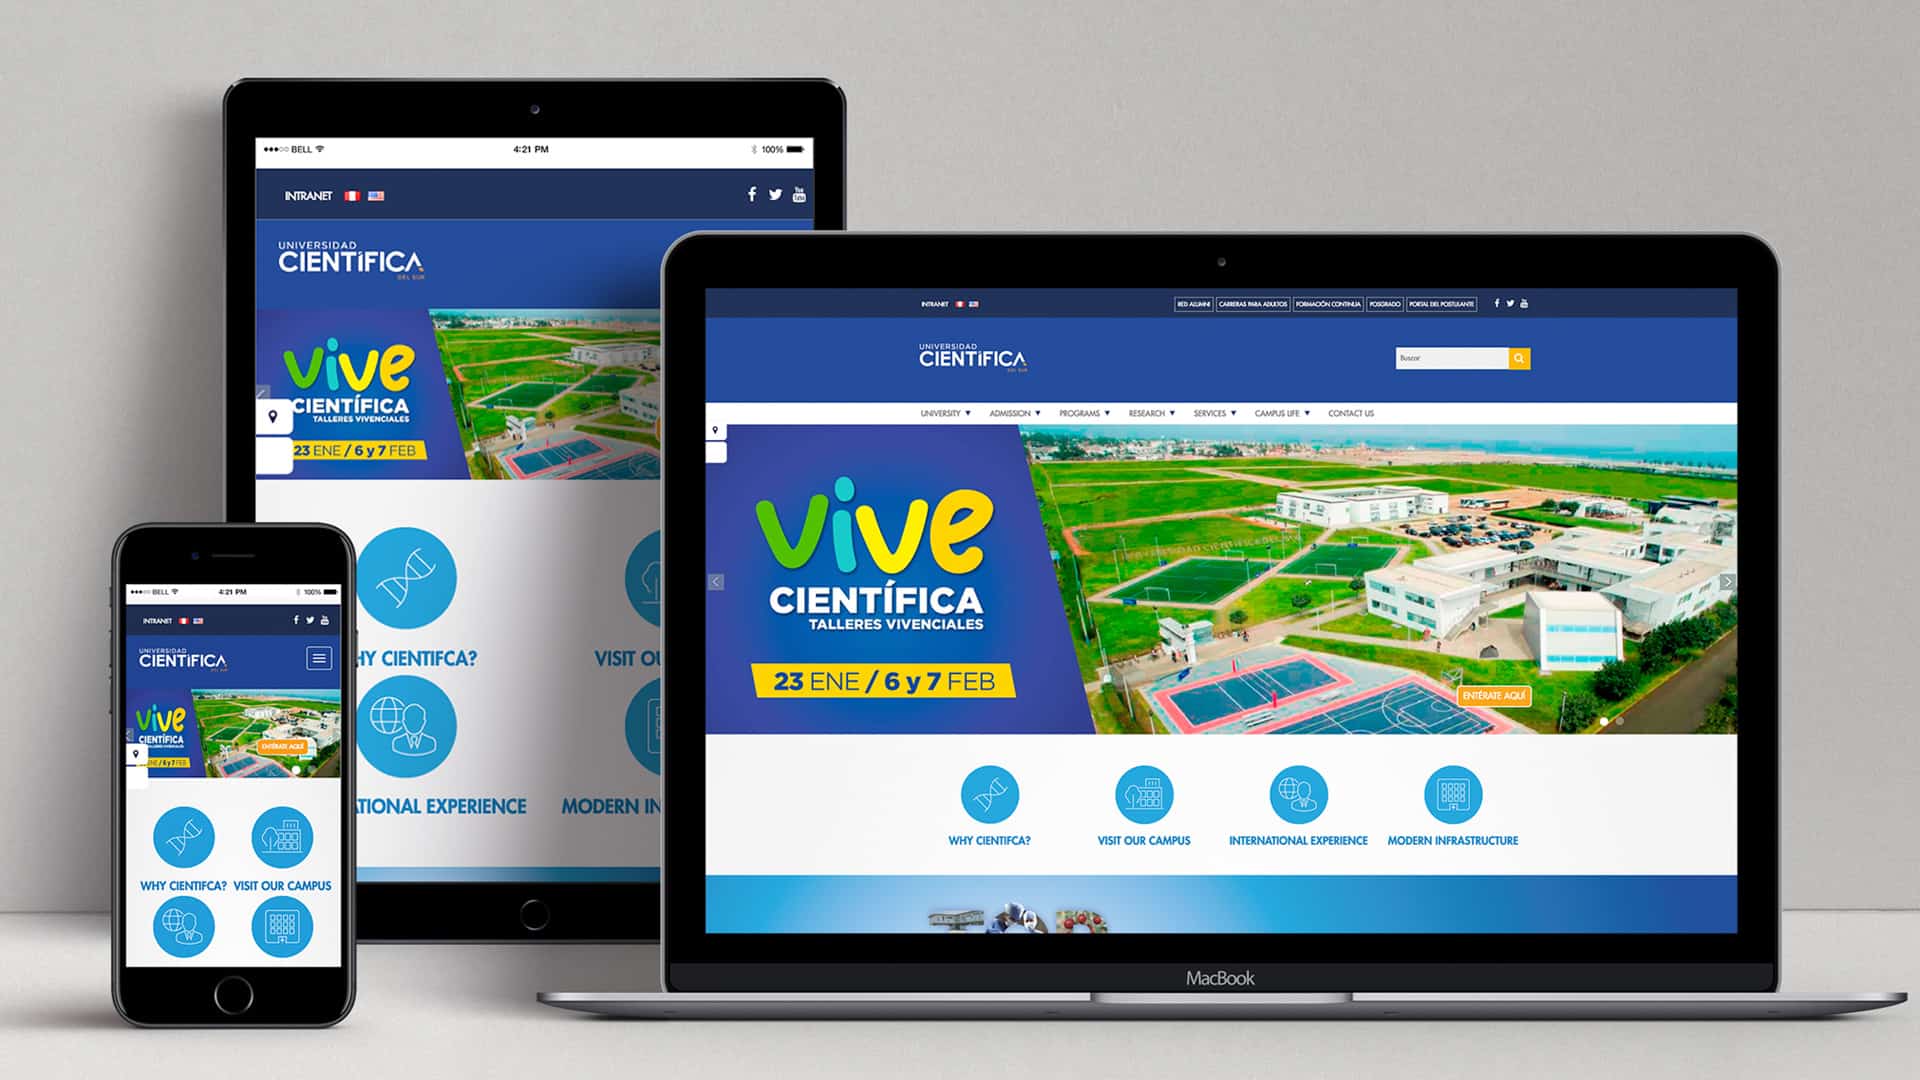 ●●●○○ BELL 4:21 PM 100%
INTRANET
UNIVERSIDAD
CIENTÍFICA
DEL SUR
vive
CIENTÍFICA
TALLERES VIVENCIALES
23 ENE / 6 y 7 FEB
HY CIENTIFCA?
VISIT OU
ATIONAL EXPERIENCE
MODERN IN
BELL 4:21 PM 100%
INTRANET
UNIVERSIDAD
CIENTIFICA
DEL SUR
vive
CIENTÍFICA
TALLERES VIVENCIALES
ENE / 6 y 7 FEB
ENTÉRATE AQUÍ
WHY CIENTIFCA?
VISIT OUR CAMPUS
INTRANET
RED ALUMNI
CARRERAS PARA ADULTOS
FORMACIÓN CONTINUA
POSGRADO
PORTAL DEL POSTULANTE
You
UNIVERSIDAD
CIENTÍFICA
DEL SUR
Buscar
UNIVERSITY ▼ ADMISSION ▼ PROGRAMS ▼ RESEARCH ▼ SERVICES ▼ CAMPUS LIFE ▼ CONTACT US
vive
CIENTÍFICA
TALLERES VIVENCIALES
23 ENE / 6 y 7 FEB
ENTÉRATE AQUÍ
WHY CIENTIFCA?
VISIT OUR CAMPUS
INTERNATIONAL EXPERIENCE
MODERN INFRASTRUCTURE
MacBook